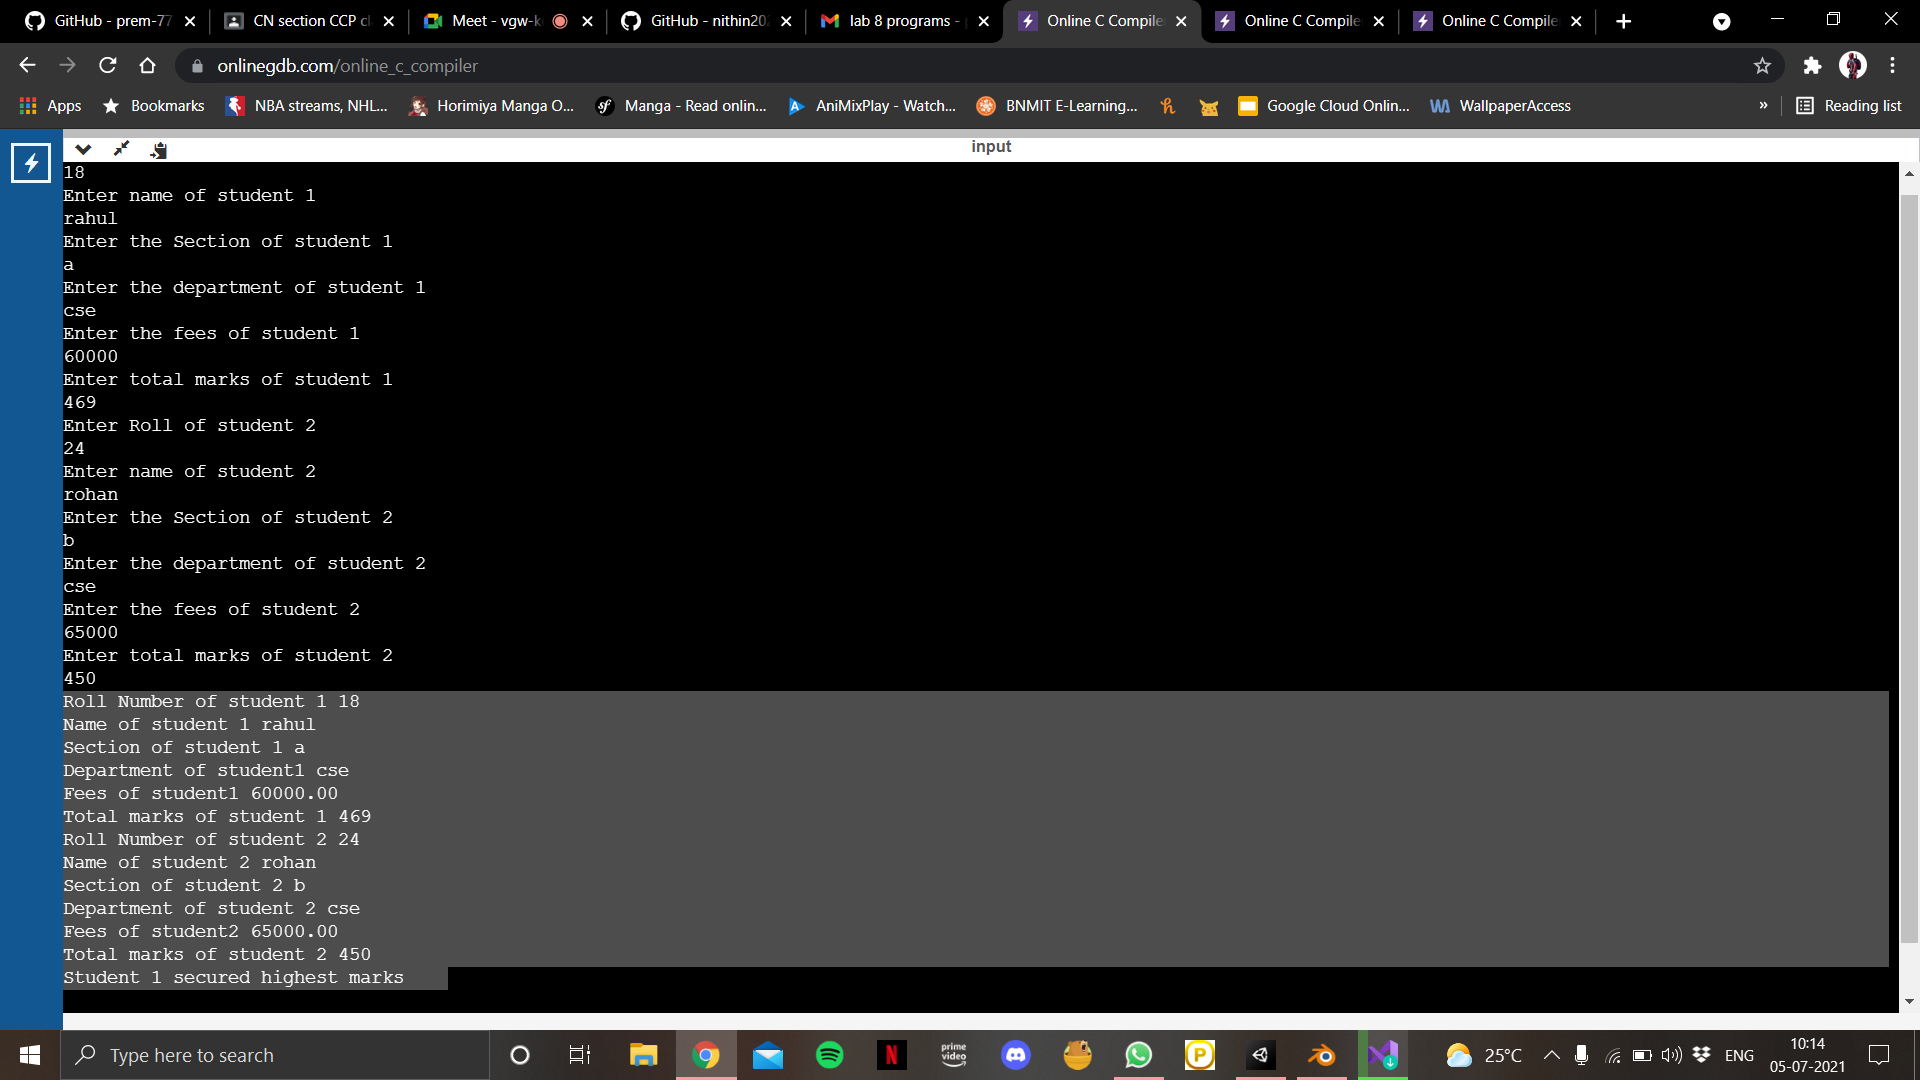 GitHub - prem-77
CN section CCP cl
Meet - vgw-k
GitHub - nithin20
lab 8 programs -
Online C Compile
Online C Compile
Online C Compile
onlinegdb.com/online_c_compiler
Apps
Bookmarks
NBA streams, NHL...
Horimiya Manga O...
Manga - Read onlin...
AniMixPlay - Watch...
BNMIT E-Learning...
Google Cloud Onlin...
WallpaperAccess
»
Reading list
input
18
Enter name of student 1
rahul
Enter the Section of student 1
a
Enter the department of student 1
cse
Enter the fees of student 1
60000
Enter total marks of student 1
469
Enter Roll of student 2
24
Enter name of student 2
rohan
Enter the Section of student 2
b
Enter the department of student 2
cse
Enter the fees of student 2
65000
Enter total marks of student 2
450
Roll Number of student 1 18
Name of student 1 rahul
Section of student 1 a
Department of student1 cse
Fees of student1 60000.00
Total marks of student 1 469
Roll Number of student 2 24
Name of student 2 rohan
Section of student 2 b
Department of student 2 cse
Fees of student2 65000.00
Total marks of student 2 450
Student 1 secured highest marks
Type here to search
prime video
25°C
ENG
10:14
05-07-2021